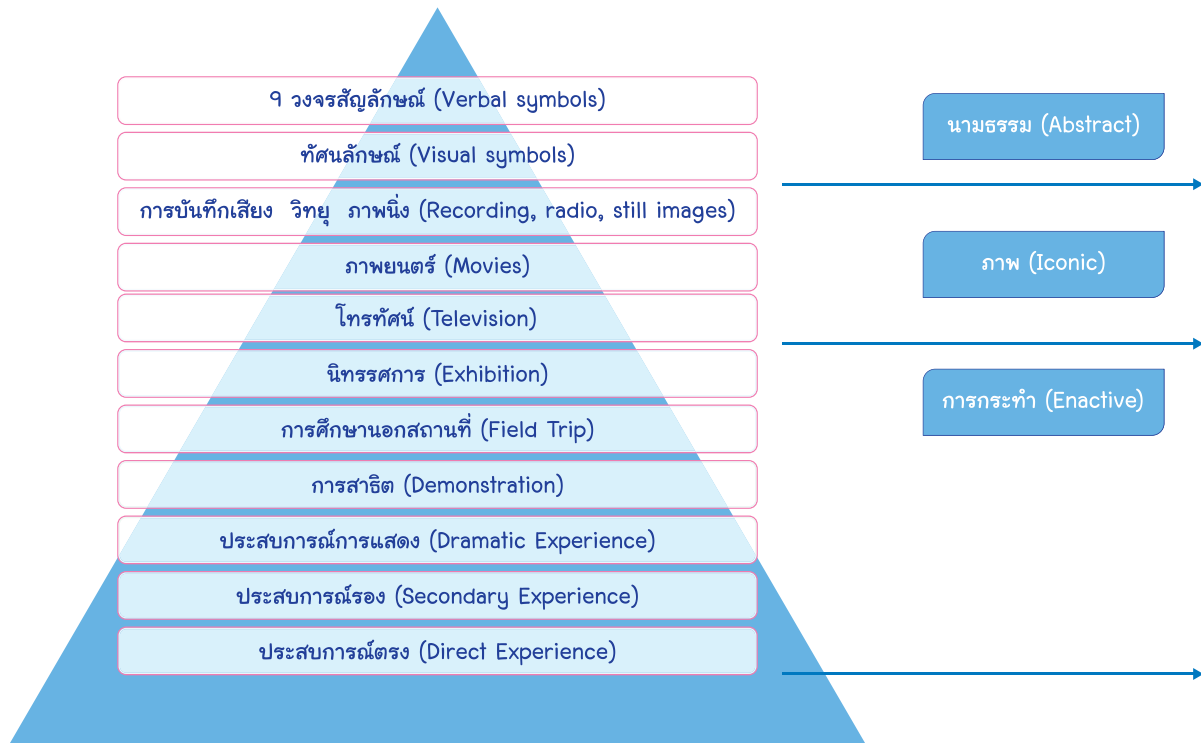 9 วงจรสัญลักษณ์ (Verbal symbols)
ทัศนลักษณ์ (Visual symbols)
การบันทึกเสียง วิทยุ ภาพนิ่ง (Recording, radio, still images)
ภาพยนตร์ (Movies)
โทรทัศน์ (Television)
นิทรรศการ (Exhibition)
การศึกษานอกสถานที่ (Field Trip)
การสาธิต (Demonstration)
ประสบการณ์การแสดง (Dramatic Experience)
ประสบการณ์รอง (Secondary Experience)
ประสบการณ์ตรง (Direct Experience)
นามธรรม (Abstract)
ภาพ (Iconic)
การกระทำ (Enactive)